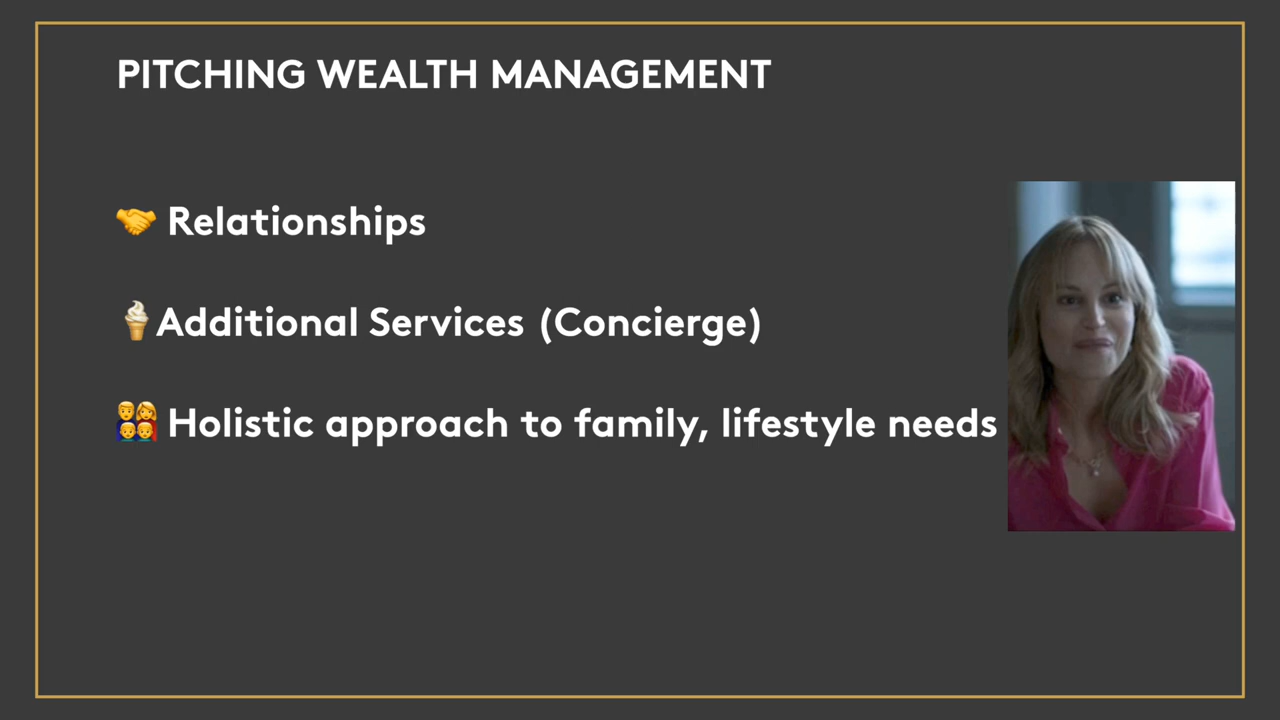 PITCHING WEALTH MANAGEMENT
🤝 Relationships
🍦Additional Services (Concierge)
👨‍👩‍👦‍👦 Holistic approach to family, lifestyle needs